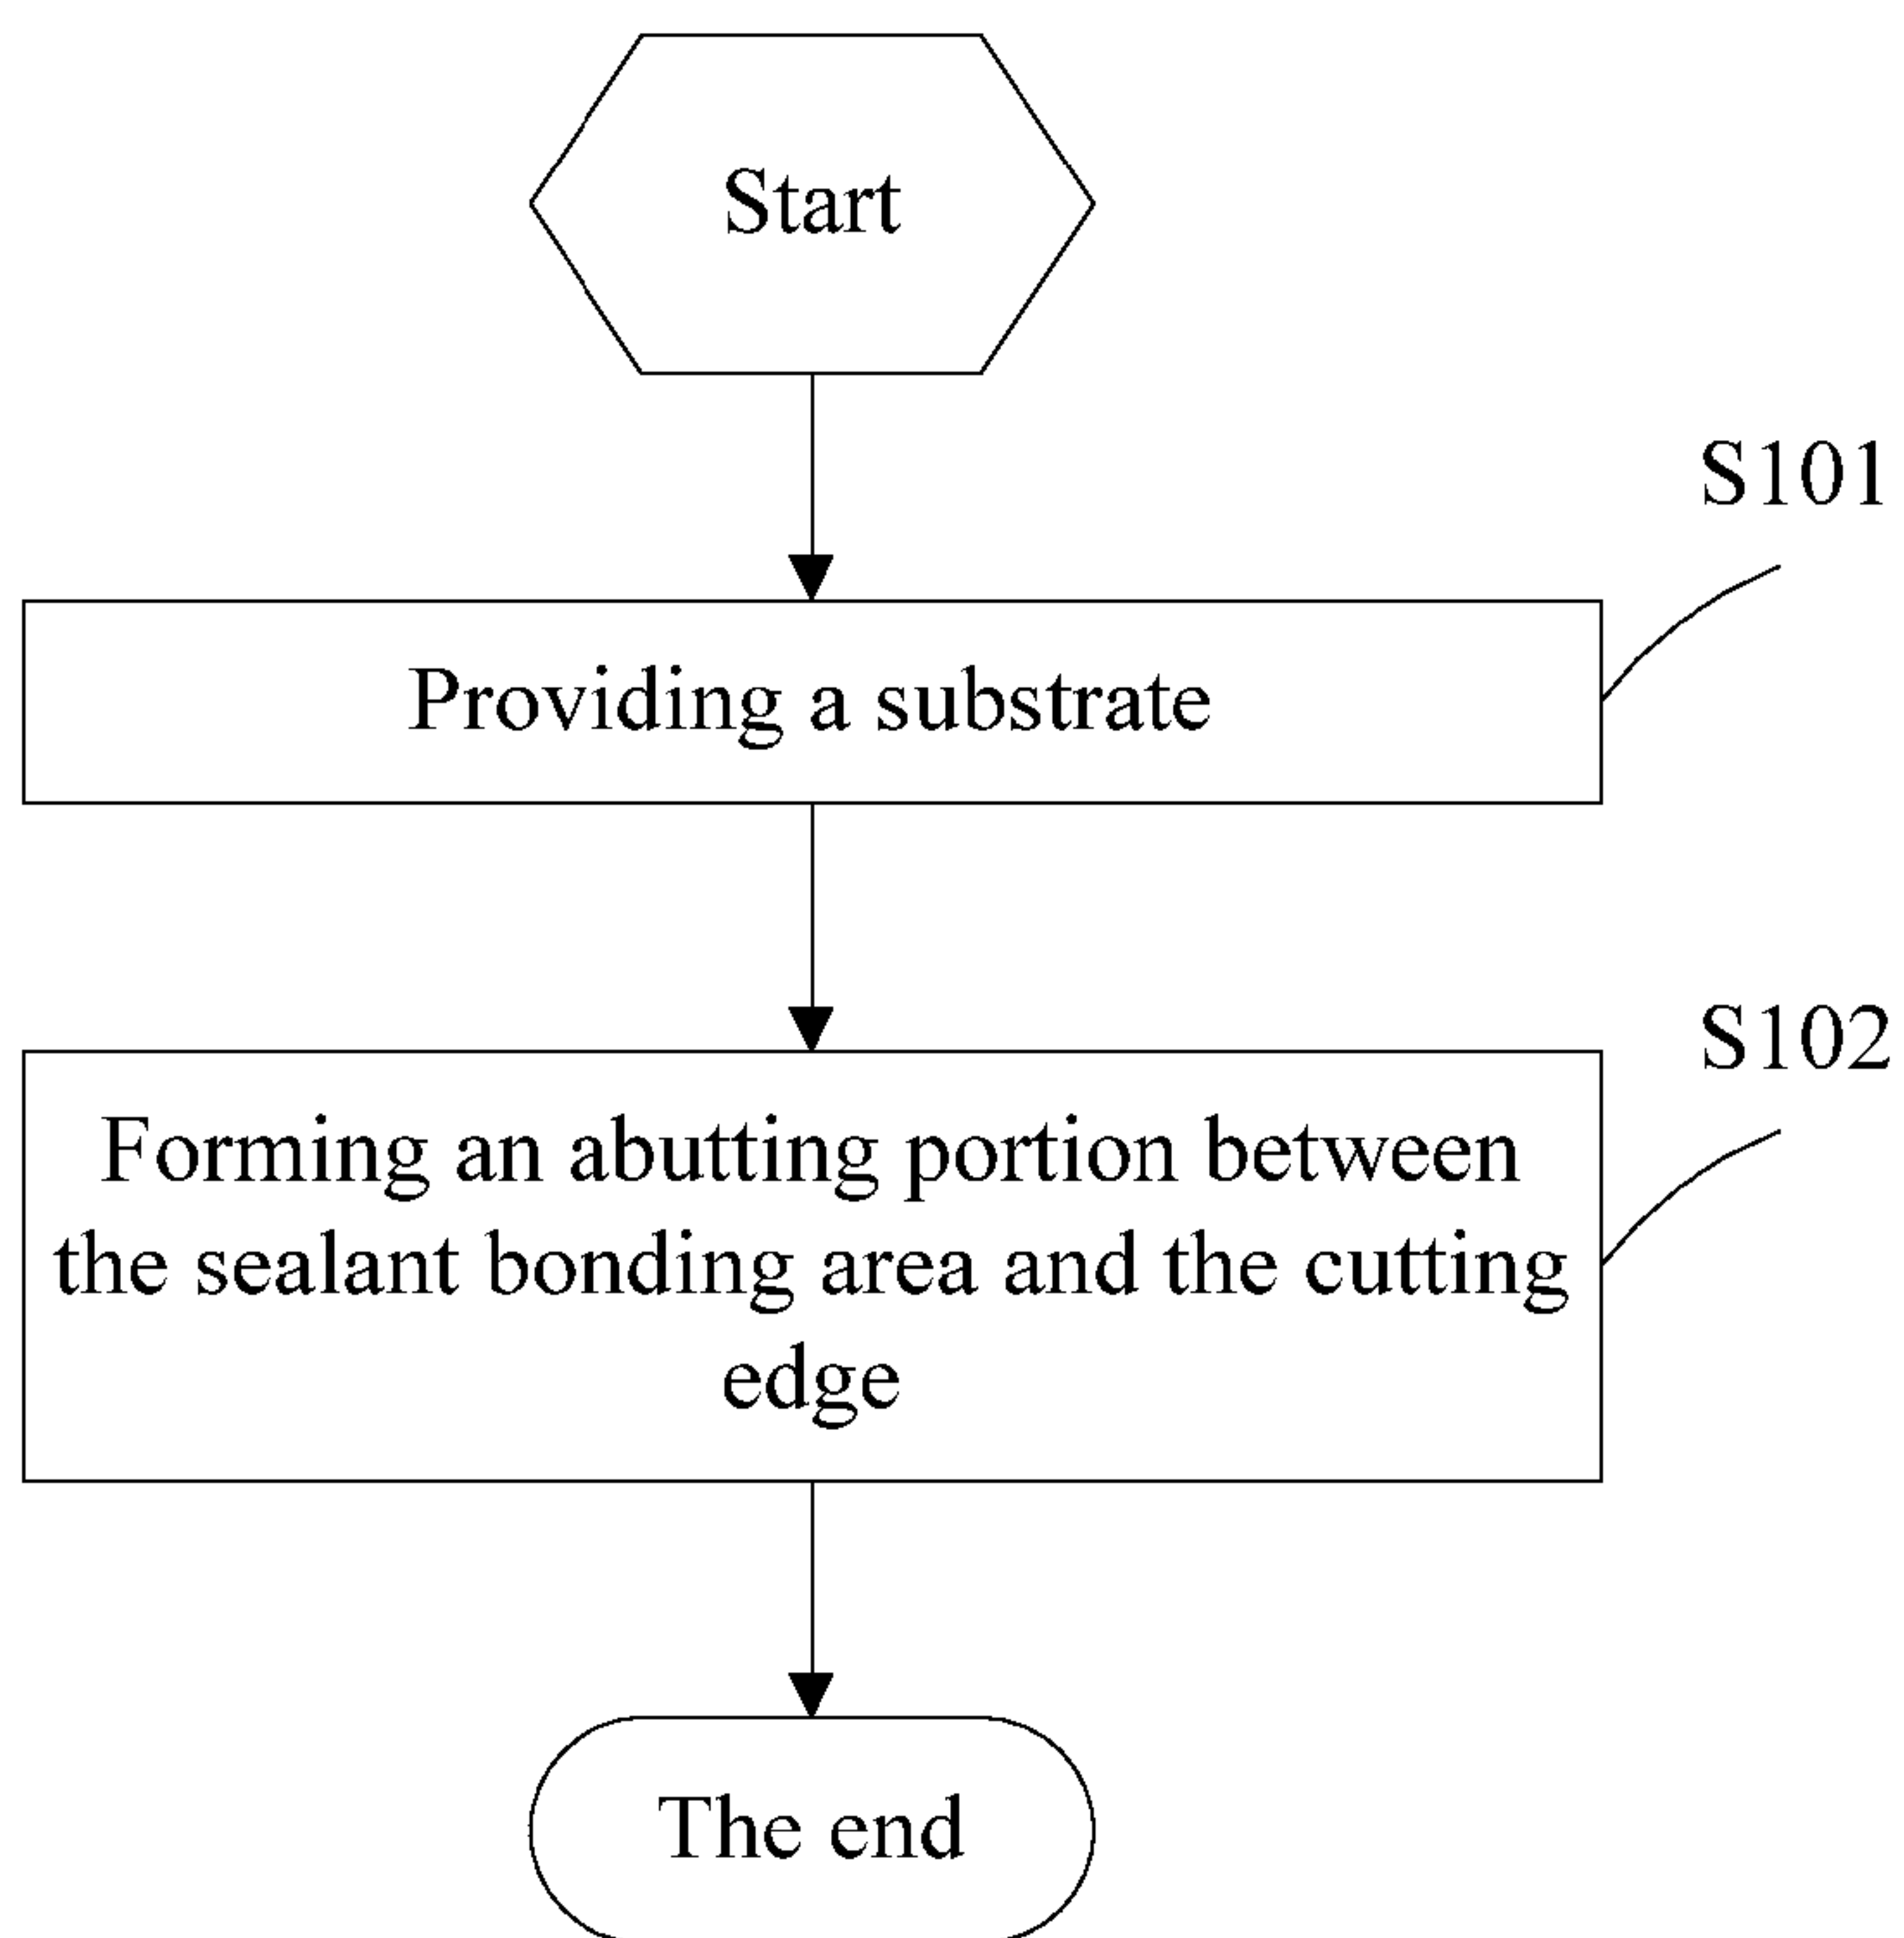 Start
S101
Providing a substrate
S102
Forming an abutting portion between
the sealant bonding area and the cutting
edge
The end